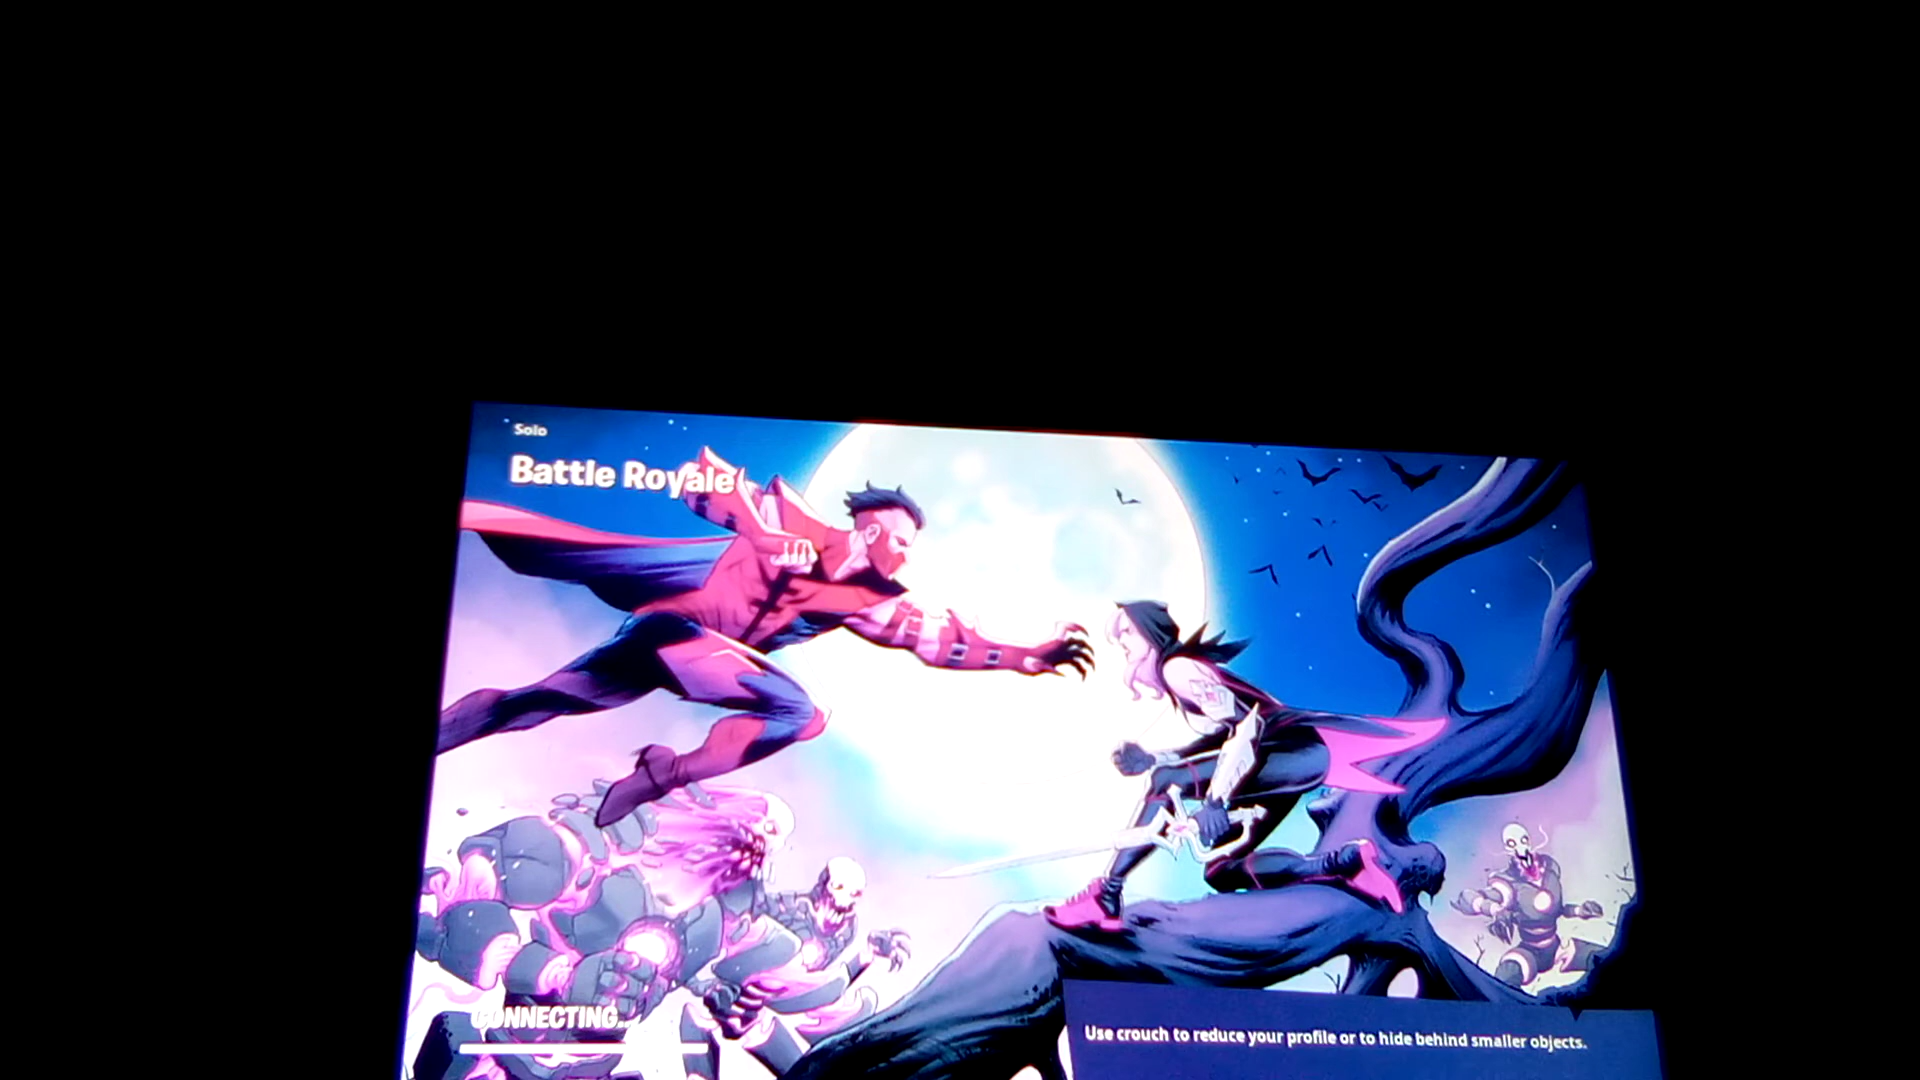 Solo
Battle Royale
CONNECTING...
Use crouch to reduce your profile or to hide behind smaller objects.